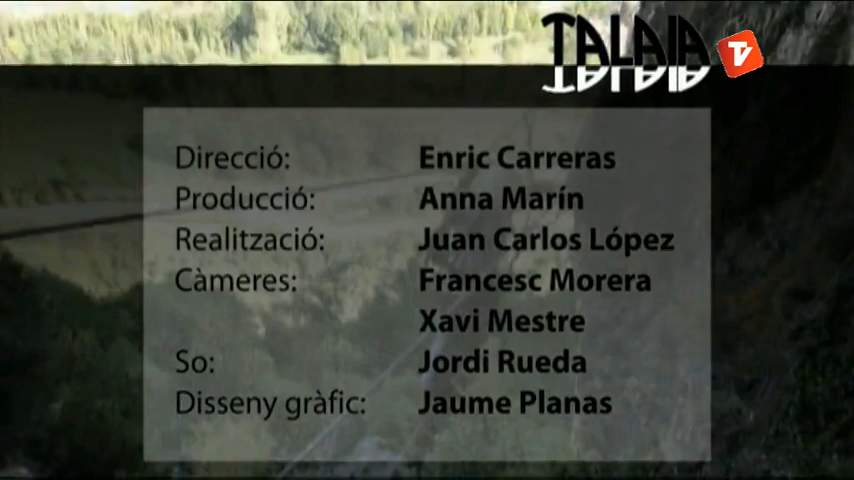 TALAIA
Direcció: Enric Carreras
Producció: Anna Marín
Realització: Juan Carlos López
Càmeres: Francesc Morera
Xavi Mestre
So: Jordi Rueda
Disseny gràfic: Jaume Planas